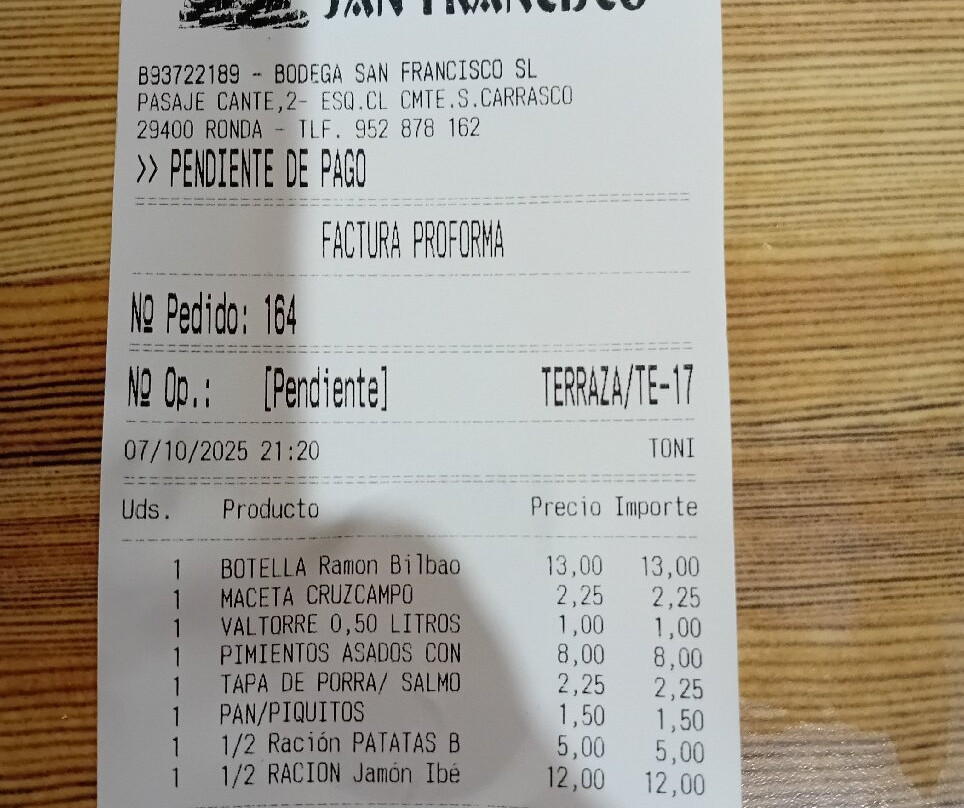 SAN FRANCISCO
B93722189 - BODEGA SAN FRANCISCO SL
PASAJE CANTE,2- ESQ.CL CMTE.S.CARRASCO
29400 RONDA - TLF. 952 878 162
>> PENDIENTE DE PAGO
FACTURA PROFORMA
Nº Pedido: 164
Nº Op.: [Pendiente] TERRAZA/TE-17
07/10/2025 21:20 TONI
Uds. Producto Precio Importe
1 BOTELLA Ramon Bilbao 13,00 13,00
1 MACETA CRUZCAMPO 2,25 2,25
1 VALTORRE 0,50 LITROS 1,00 1,00
1 PIMIENTOS ASADOS CON 8,00 8,00
1 TAPA DE PORRA/ SALMO 2,25 2,25
1 PAN/PIQUITOS 1,50 1,50
1 1/2 Ración PATATAS B 5,00 5,00
1 1/2 RACION Jamón Ibé 12,00 12,00